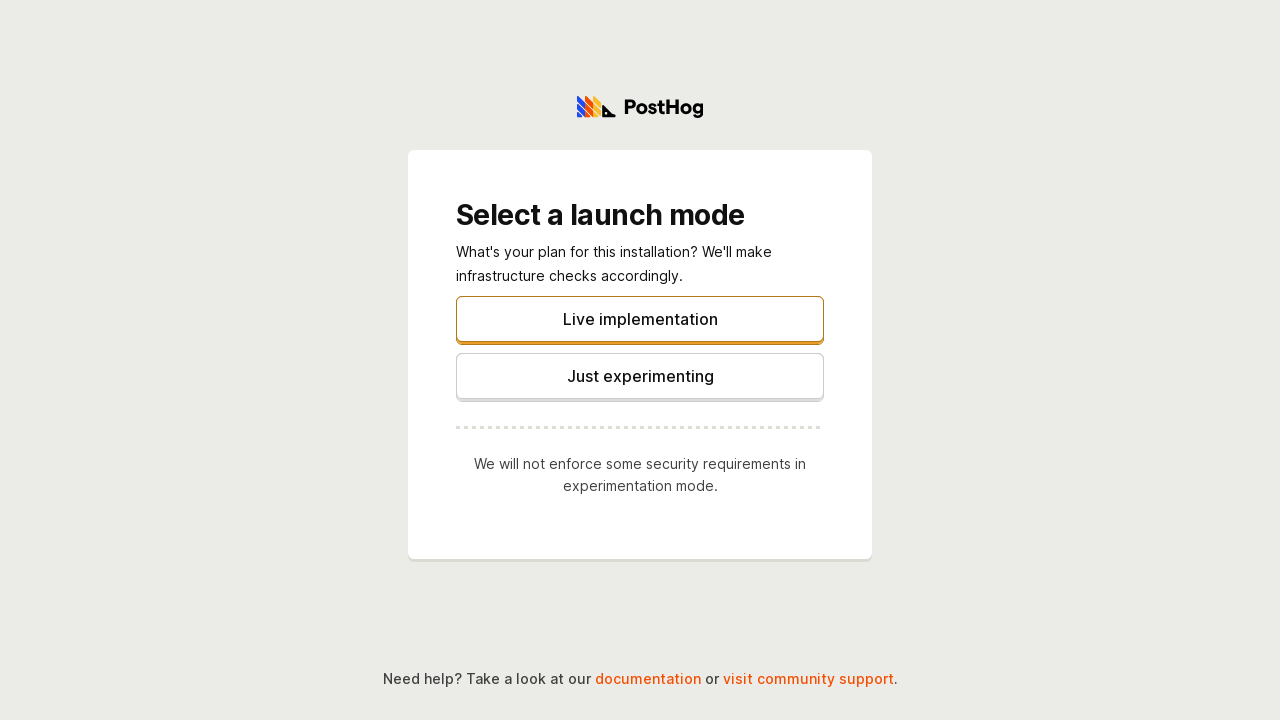 PostHog
Select a launch mode
What's your plan for this installation? We'll make
infrastructure checks accordingly.
Live implementation
Just experimenting
We will not enforce some security requirements in
experimentation mode.
Need help? Take a look at our documentation or visit community support.